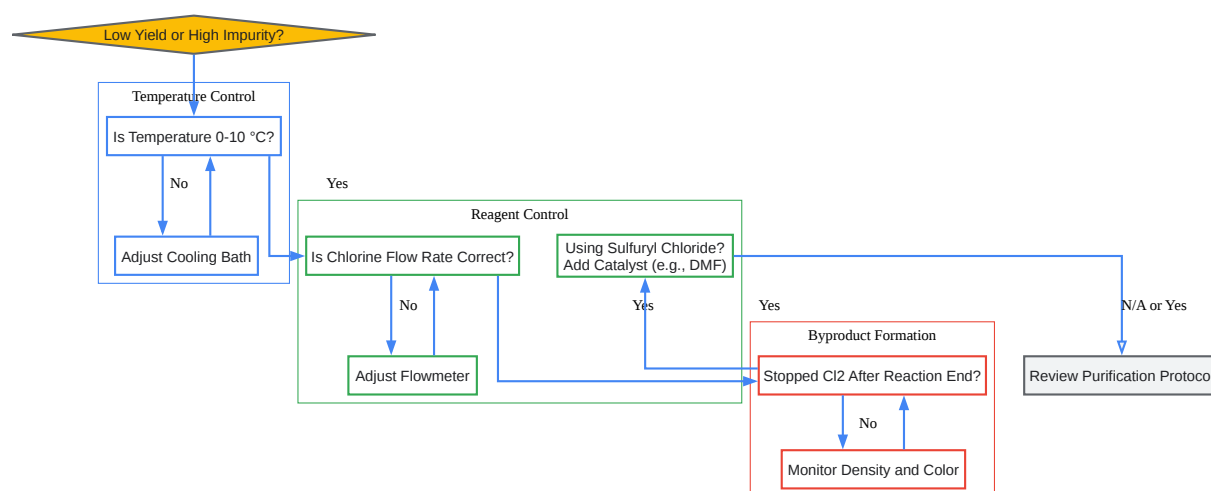 Low Yield or High Impurity?
Temperature Control
Is Temperature 0-10 °C?
No
Yes
Adjust Cooling Bath
Reagent Control
Is Chlorine Flow Rate Correct?
Using Sulfuryl Chloride?
Add Catalyst (e.g., DMF)
No
Yes
Yes
N/A or Yes
Adjust Flowmeter
Byproduct Formation
Stopped Cl2 After Reaction End?
Review Purification Protoco
No
Monitor Density and Color